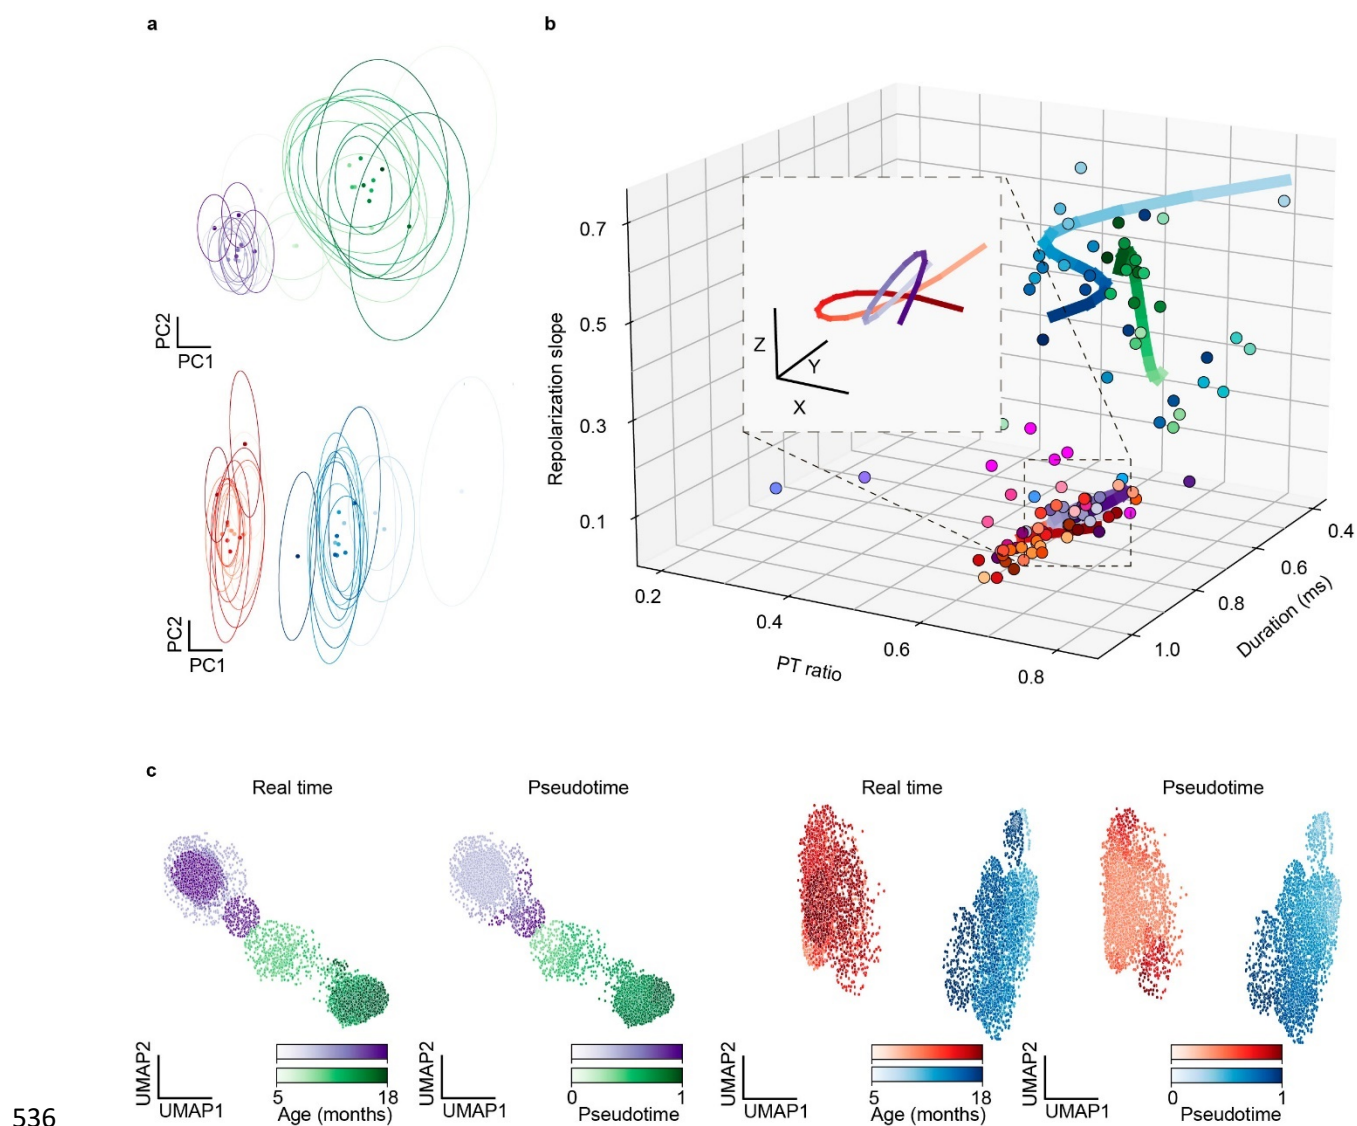 a
b
PC2
PC1
PC2
PC1
Repolarization slope
0.7
0.5
0.3
0.1
Z
Y
X
0.2
0.4
0.6
0.8
PT ratio
0.4
0.6
0.8
1.0
Duration (ms)
c
Real time
Pseudotime
Real time
Pseudotime
UMAP2
UMAP1
5
18
Age (months)
UMAP2
UMAP1
0
1
Pseudotime
UMAP2
UMAP1
5
18
Age (months)
UMAP2
UMAP1
0
1
Pseudotime
536